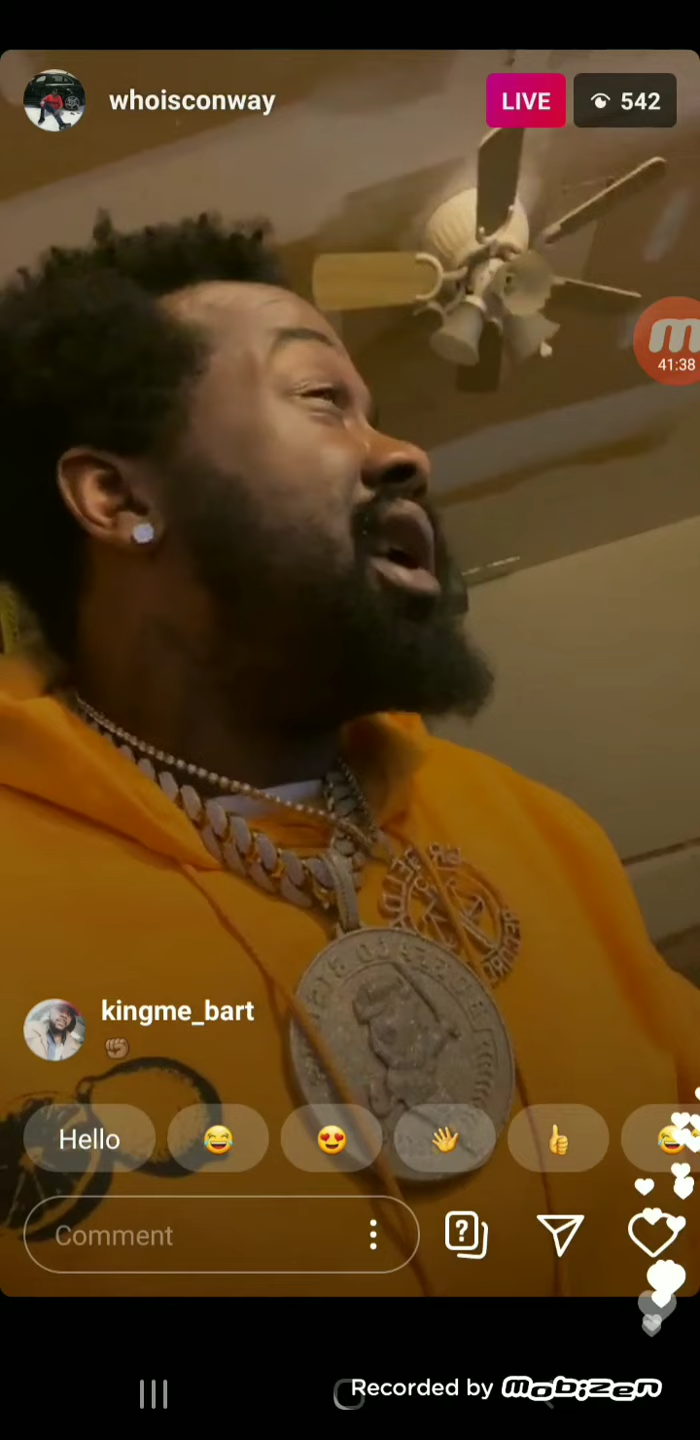 whoisconway
LIVE
542
41:38
kingme_bart
Hello
Comment
Recorded by mobizen